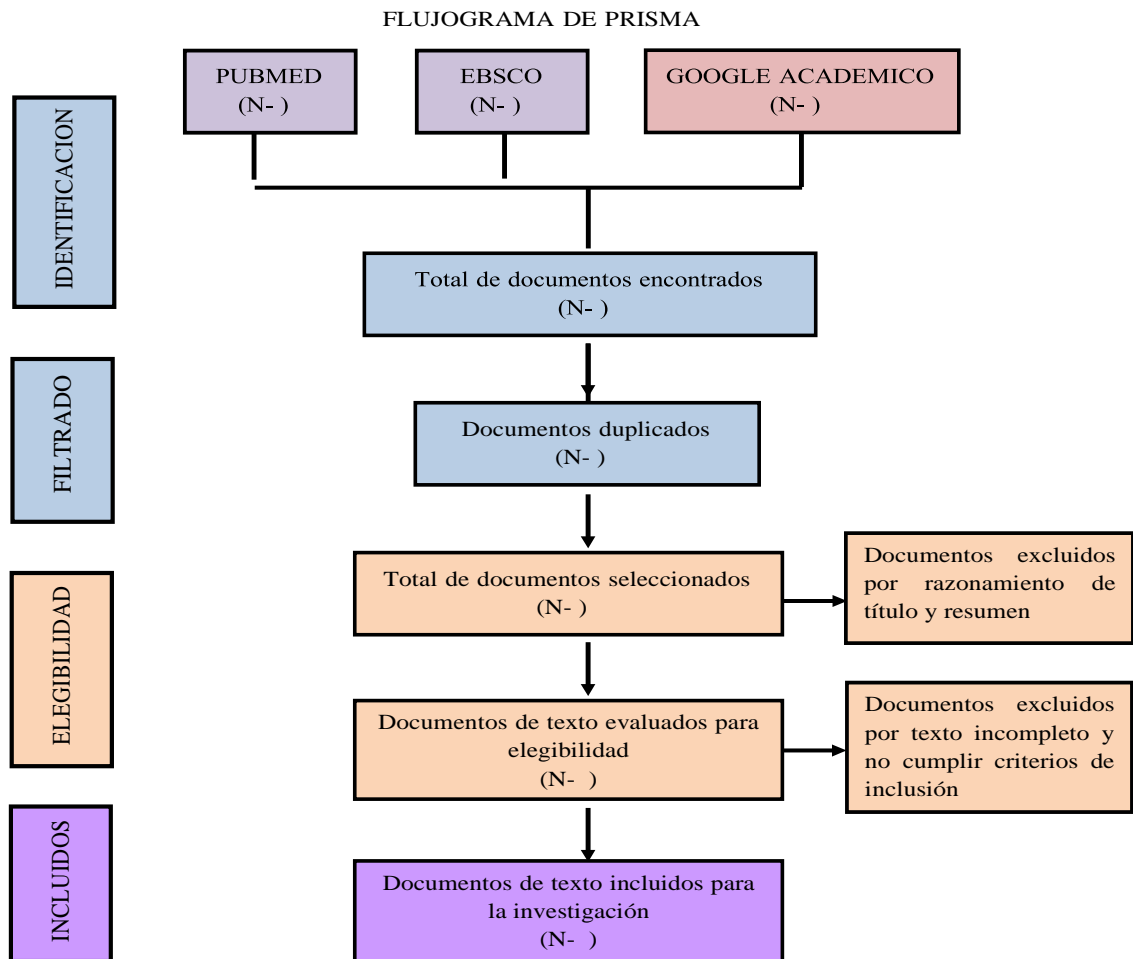 FLUJOGRAMA DE PRISMA
PUBMED
(N- )
EBSCO
(N- )
GOOGLE ACADEMICO
(N- )
IDENTIFICACION
Total de documentos encontrados
(N- )
FILTRADO
Documentos duplicados
(N- )
ELEGIBILIDAD
Total de documentos seleccionados
(N- )
Documentos excluidos
por razonamiento de
título y resumen
Documentos de texto evaluados para
elegibilidad
(N- )
Documentos excluidos
por texto incompleto y
no cumplir criterios de
inclusión
INCLUIDOS
Documentos de texto incluidos para
la investigación
(N- )